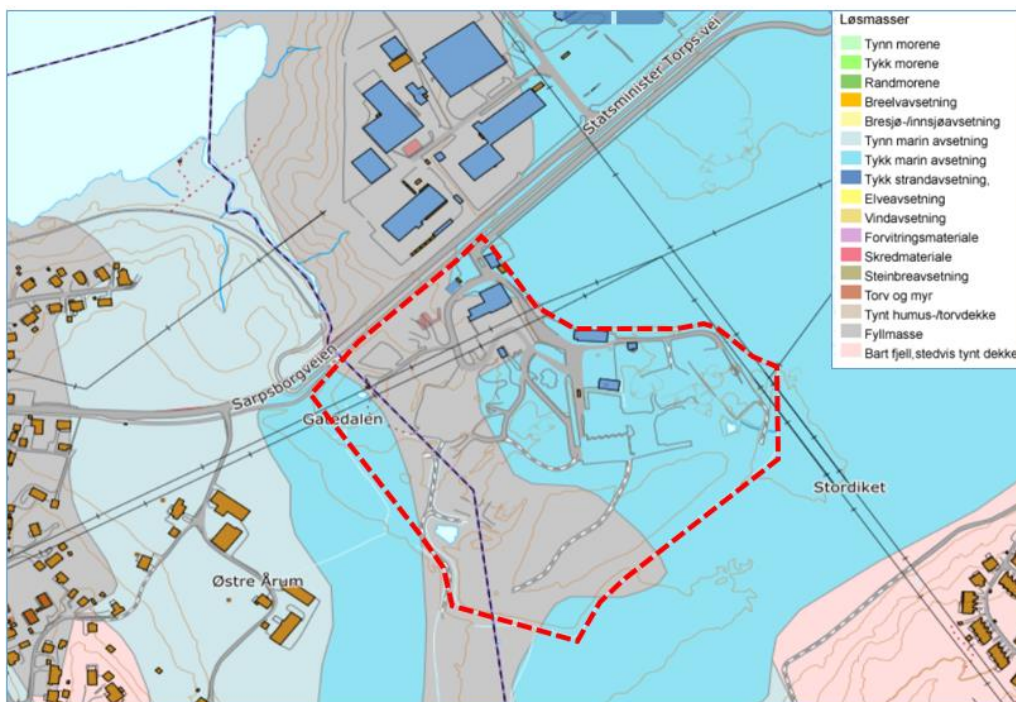 Løsmasser
Tynn morene
Tykk morene
Randmorene
Breelvavsetning
Bresjø-/innsjøavsetning
Tynn marin avsetning
Tykk marin avsetning
Tykk strandavsetning,
Elveavsetning
Vindavsetning
Forvitringsmateriale
Skredmateriale
Steinbreavsetning
Torv og myr
Tynt humus-/torvdekke
Fyllmasse
Bart fjell,stedvis tynt dekke
Statsminister Torps vei
Sarpsborgveien
Gatedalen
Stordiket
Østre Årum